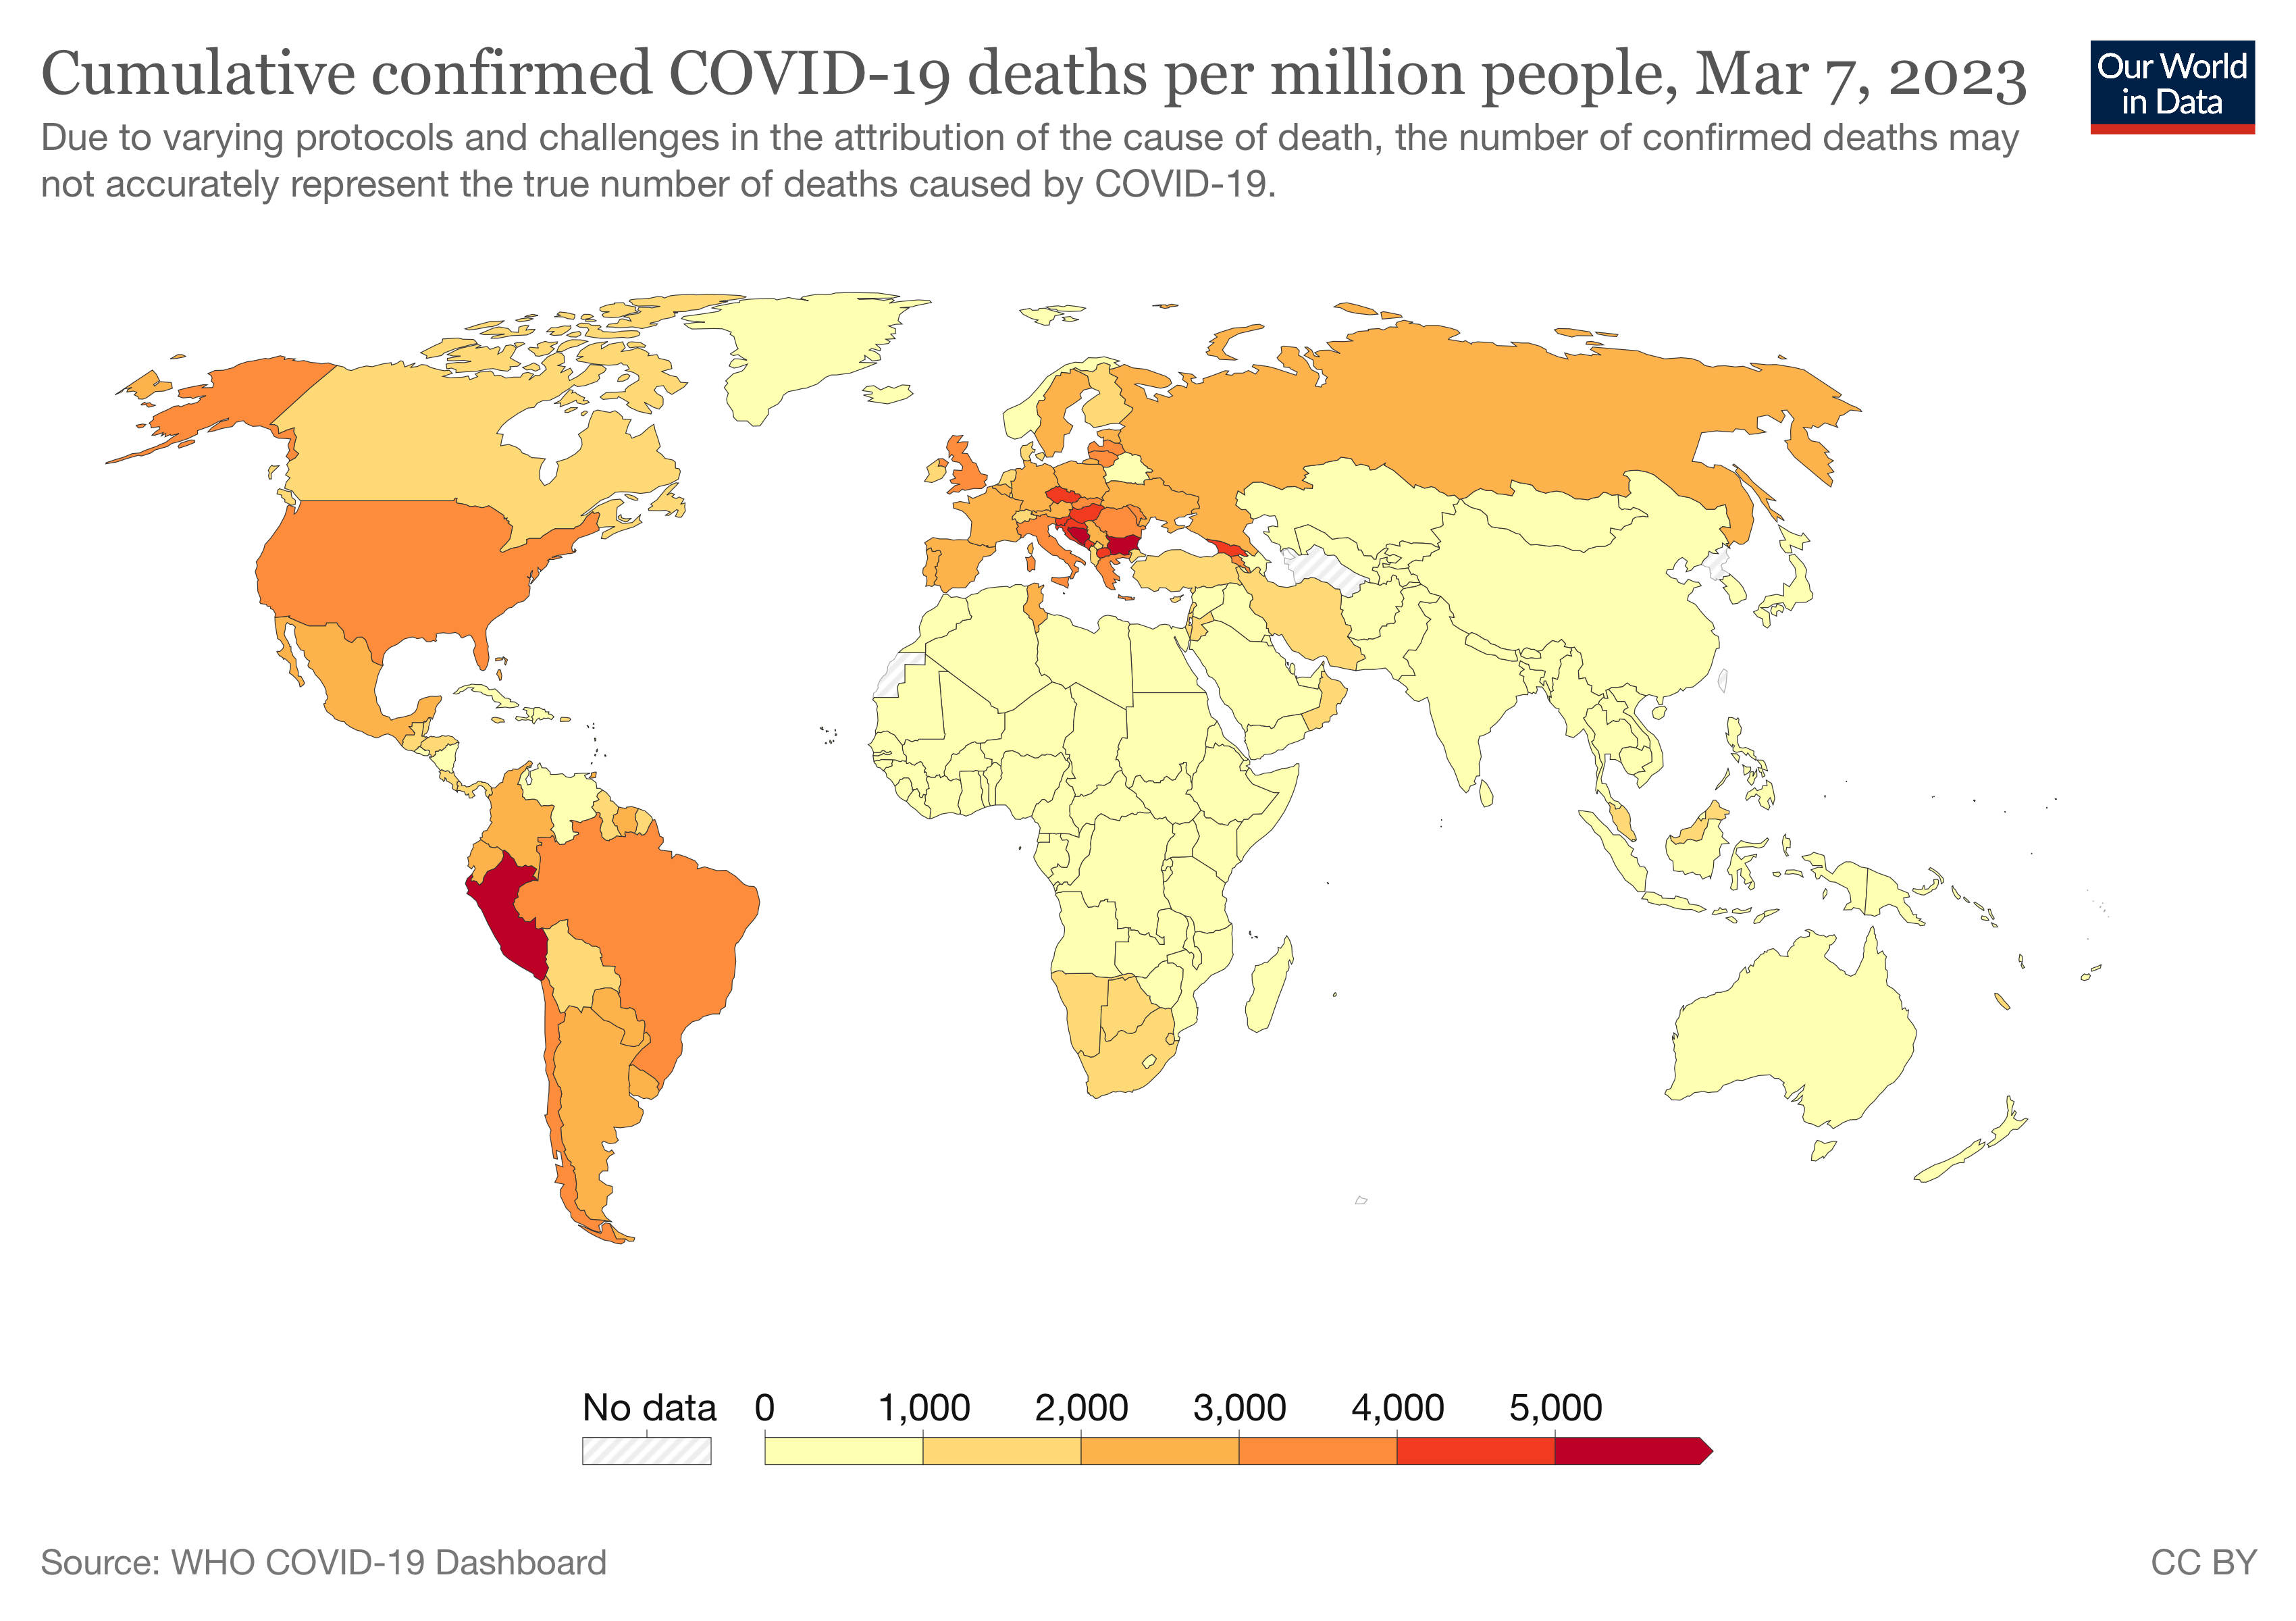 Cumulative confirmed COVID-19 deaths per million people, Mar 7, 2023
Our World
in Data
Due to varying protocols and challenges in the attribution of the cause of death, the number of confirmed deaths may
not accurately represent the true number of deaths caused by COVID-19.
No data 0 1,000 2,000 3,000 4,000 5,000
Source: WHO COVID-19 Dashboard
CC BY